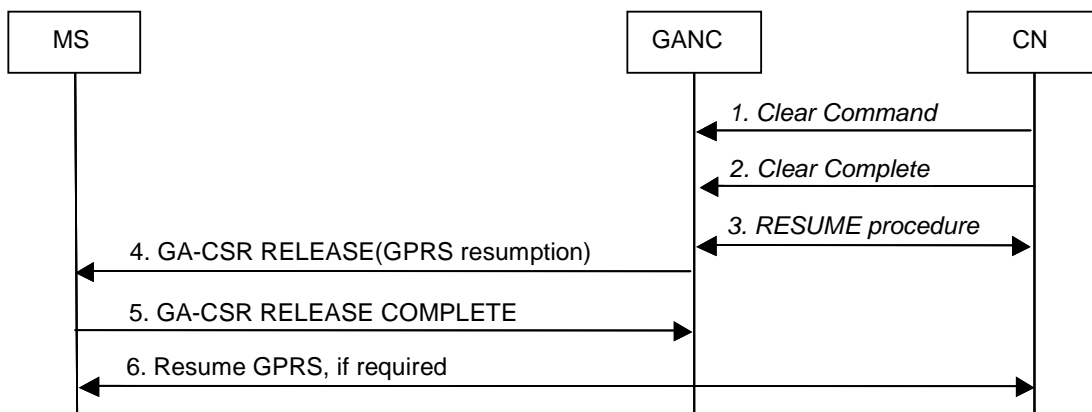 MS
GANC
CN
1. Clear Command
2. Clear Complete
3. RESUME procedure
4. GA-CSR RELEASE(GPRS resumption)
5. GA-CSR RELEASE COMPLETE
6. Resume GPRS, if required